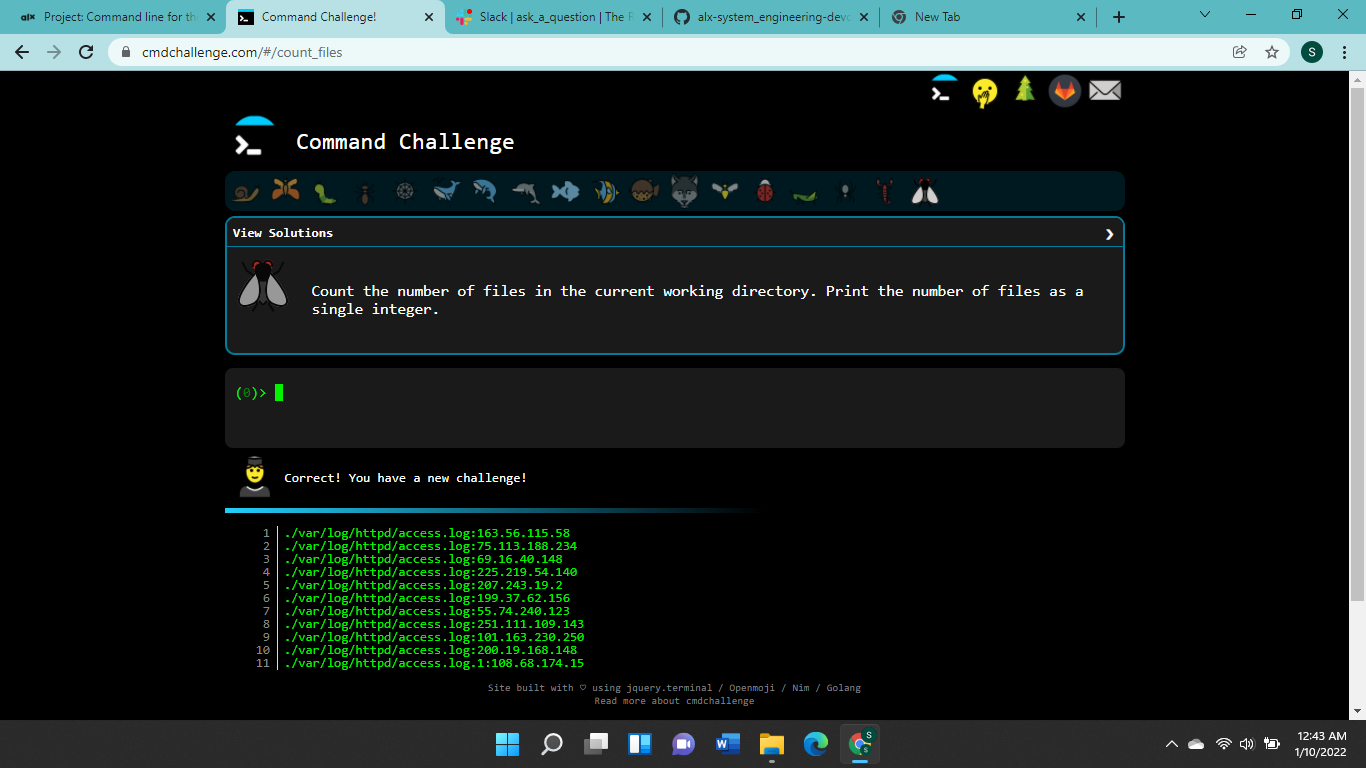 alx Project: Command line for th
Command Challenge!
Slack | ask_a_question | The R
alx-system_engineering-devo
New Tab
cmdchallenge.com/#/count_files
S
Command Challenge
View Solutions
Count the number of files in the current working directory. Print the number of files as a
single integer.
(0)>
Correct! You have a new challenge!
1 ./var/log/httpd/access.log:163.56.115.58
2 ./var/log/httpd/access.log:75.113.188.234
3 ./var/log/httpd/access.log:69.16.40.148
4 ./var/log/httpd/access.log:225.219.54.140
5 ./var/log/httpd/access.log:207.243.19.2
6 ./var/log/httpd/access.log:199.37.62.156
7 ./var/log/httpd/access.log:55.74.240.123
8 ./var/log/httpd/access.log:251.111.109.143
9 ./var/log/httpd/access.log:101.163.230.250
10 ./var/log/httpd/access.log:200.19.168.148
11 ./var/log/httpd/access.log.1:108.68.174.15
Site built with ♡ using jquery.terminal / Openmoji / Nim / Golang
Read more about cmdchallenge
W
S
S
12:43 AM
1/10/2022